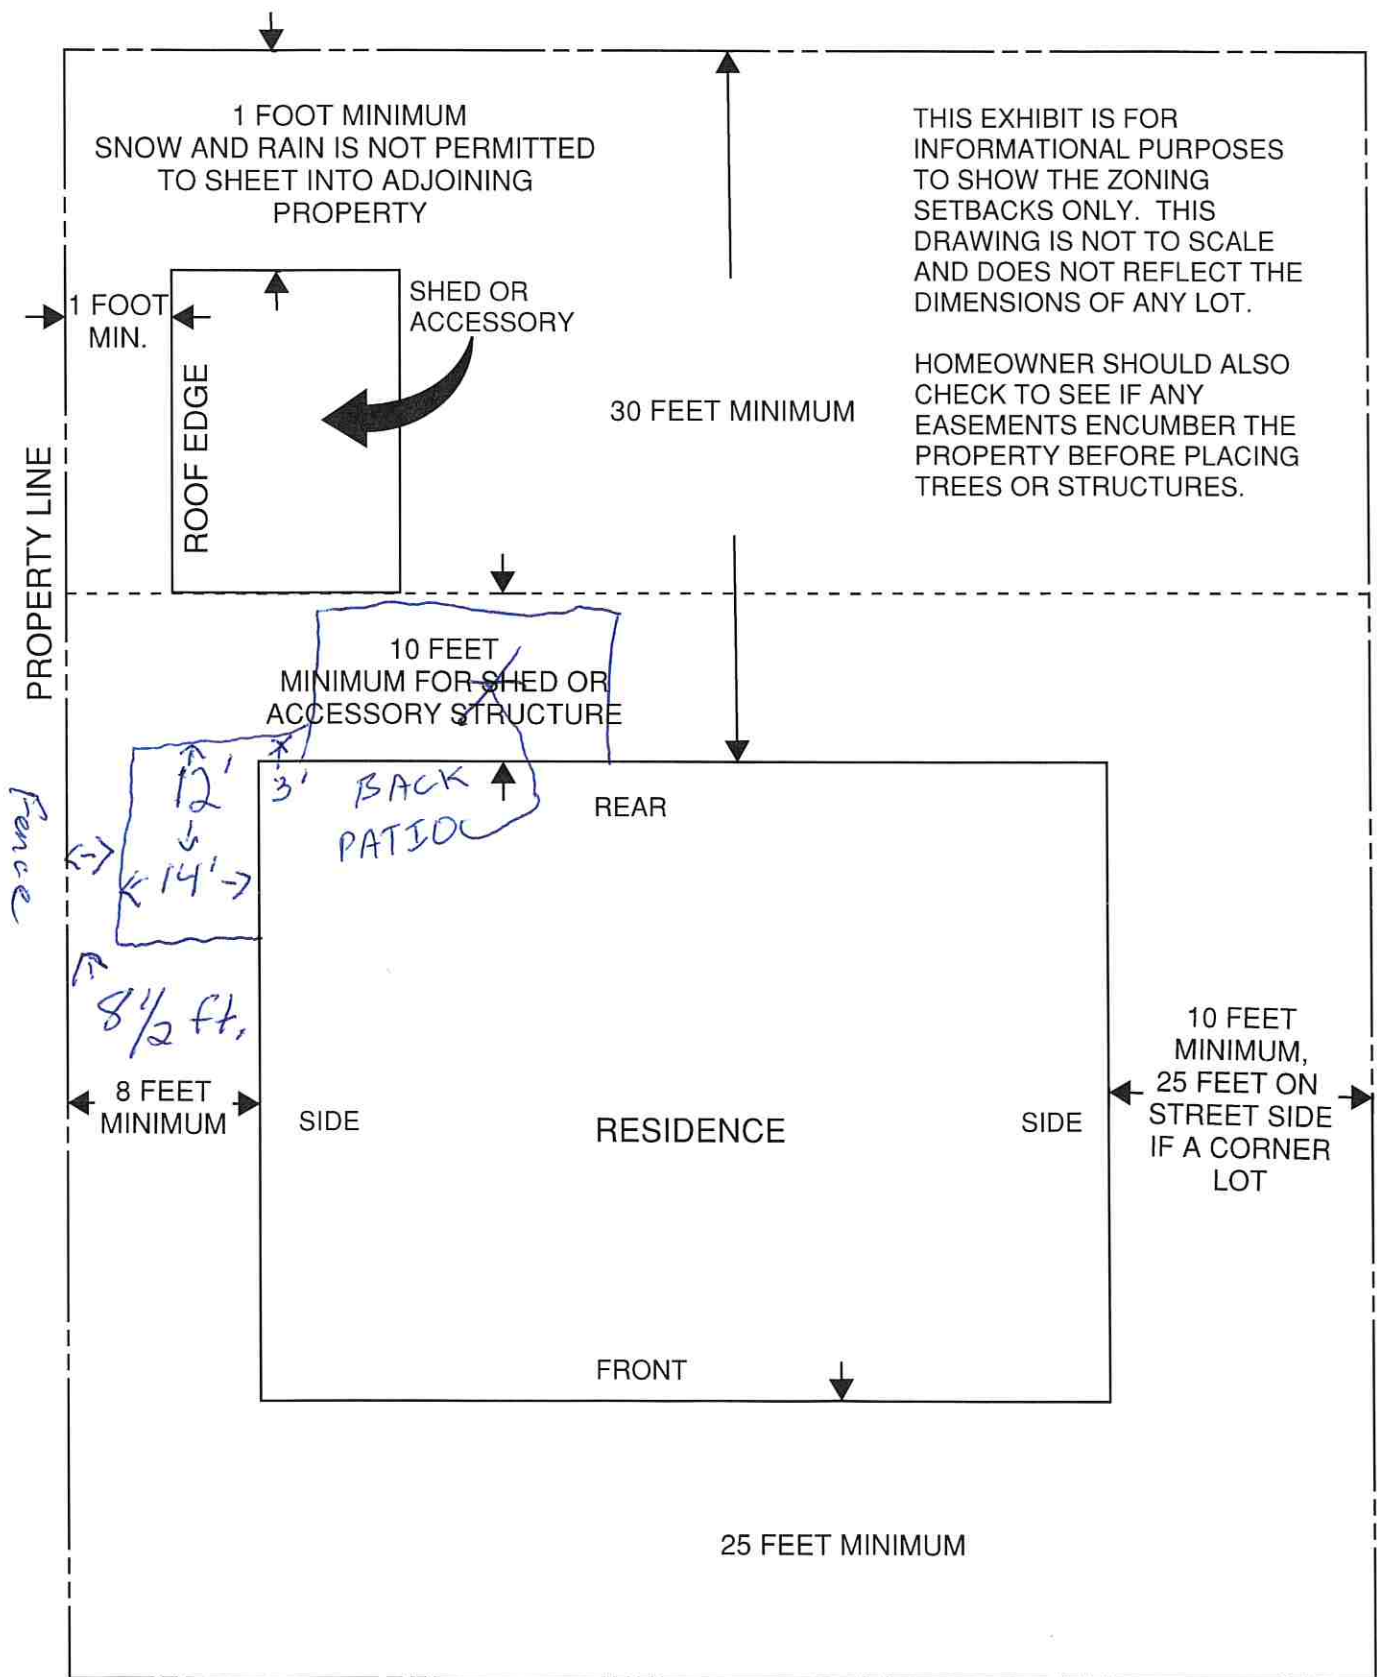 1 FOOT MINIMUM
SNOW AND RAIN IS NOT PERMITTED
TO SHEET INTO ADJOINING
PROPERTY
THIS EXHIBIT IS FOR
INFORMATIONAL PURPOSES
TO SHOW THE ZONING
SETBACKS ONLY. THIS
DRAWING IS NOT TO SCALE
AND DOES NOT REFLECT THE
DIMENSIONS OF ANY LOT.
HOMEOWNER SHOULD ALSO
CHECK TO SEE IF ANY
EASEMENTS ENCUMBER THE
PROPERTY BEFORE PLACING
TREES OR STRUCTURES.
1 FOOT
MIN.
SHED OR
ACCESSORY
ROOF EDGE
30 FEET MINIMUM
PROPERTY LINE
10 FEET
MINIMUM FOR SHED OR
ACCESSORY STRUCTURE
12'
3'
BACK
PATIO
REAR
Fence
14'
8 1/2 ft.
8 FEET
MINIMUM
SIDE
RESIDENCE
SIDE
10 FEET
MINIMUM,
25 FEET ON
STREET SIDE
IF A CORNER
LOT
FRONT
25 FEET MINIMUM